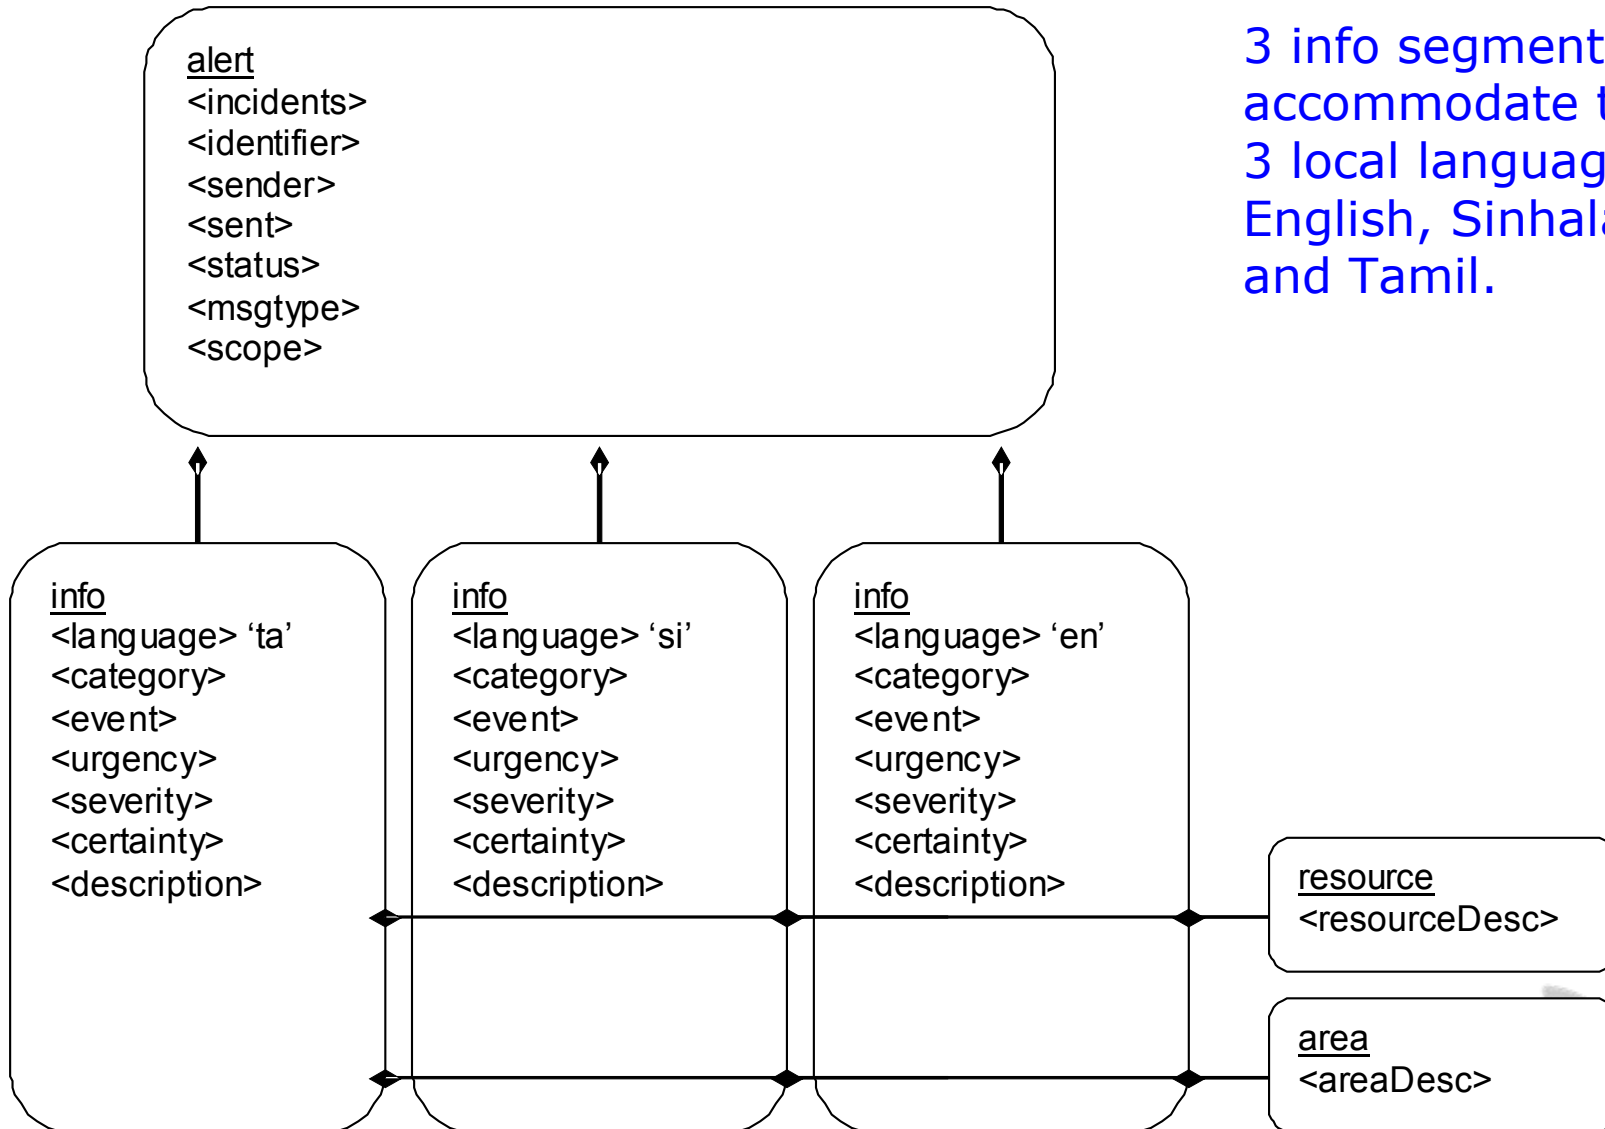 alert
<incidents>
<identifier>
<sender>
<sent>
<status>
<msgtype>
<scope>
3 info segment
accommodate
3 local languag
English, Sinhala
and Tamil.
info
<language> ‘ta’
<category>
<event>
<urgency>
<severity>
<certainty>
<description>
info
<language> ‘si’
<category>
<event>
<urgency>
<severity>
<certainty>
<description>
info
<language> ‘en’
<category>
<event>
<urgency>
<severity>
<certainty>
<description>
resource
<resourceDesc>
area
<areaDesc>